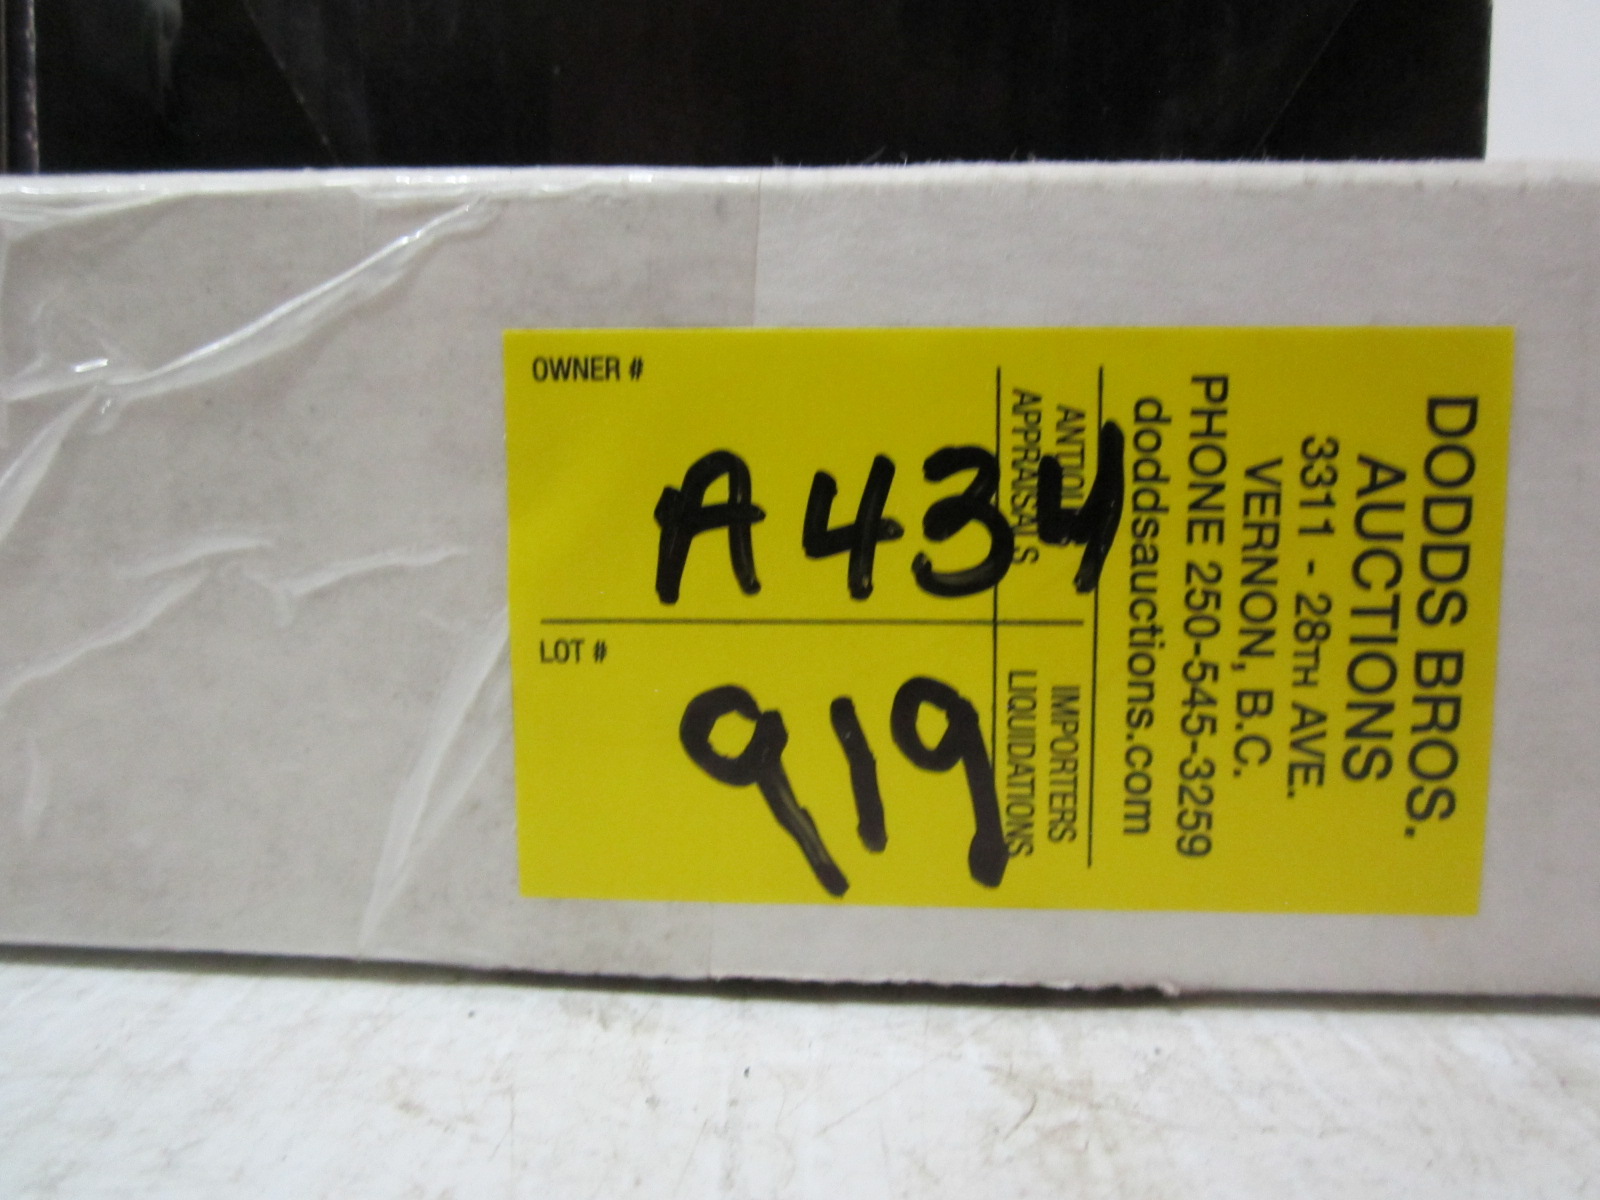 OWNER #
A434
LOT #
919
DODDS BROS.
AUCTIONS
3311 - 28TH AVE.
VERNON, B.C.
PHONE 250-545-3259
doddsauctions.com
IMPORTERS
APPRAISALS LIQUIDATIONS